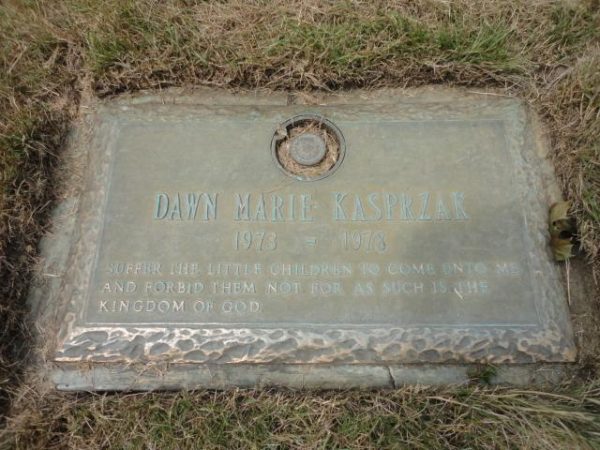 DAWN MARIE KASPRZAK
1973 – 1978
SUFFER THE LITTLE CHILDREN TO COME UNTO ME
AND FORBID THEM NOT FOR AS SUCH IS THE
KINGDOM OF GOD